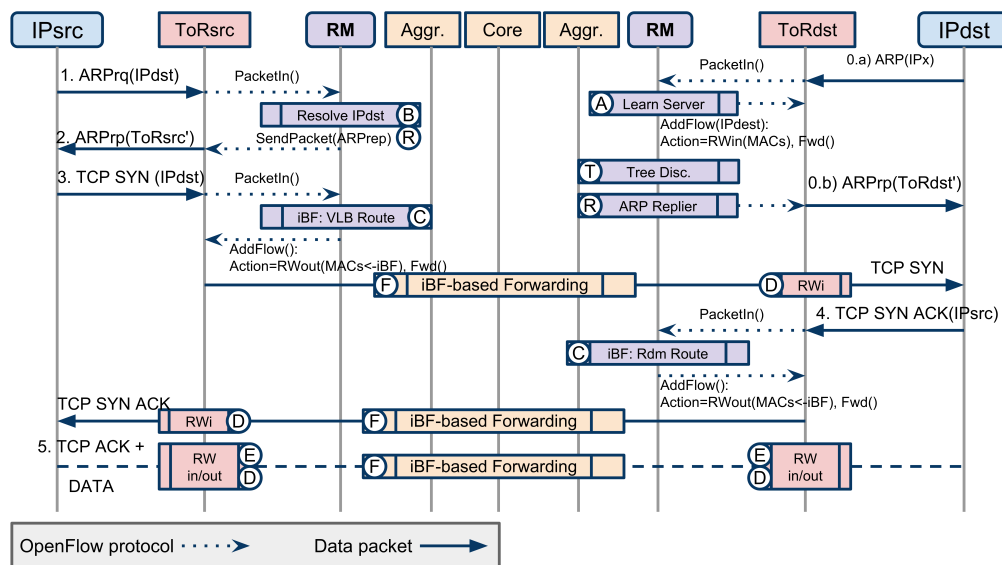 IPsrc
ToRsrc
RM
Aggr.
Core
Aggr.
RM
ToRdst
IPdst
1. ARPrq(IPdst)
PacketIn()
PacketIn()
0.a) ARP(IPx)
Resolve IPdst
B
A
Learn Server
2. ARPrp(ToRsrc')
SendPacket(ARPrep)
R
AddFlow(IPdest):
Action=RWin(MACs), Fwd()
3. TCP SYN (IPdst)
PacketIn()
T
Tree Disc.
0.b) ARPrp(ToRdst')
iBF: VLB Route
C
R
ARP Replier
AddFlow():
Action=RWout(MACs<-iBF), Fwd()
F
iBF-based Forwarding
D
RWi
TCP SYN
PacketIn()
4. TCP SYN ACK(IPsrc)
C
iBF: Rdm Route
AddFlow():
Action=RWout(MACs<-iBF), Fwd()
TCP SYN ACK
RWi
D
F
iBF-based Forwarding
5. TCP ACK +
DATA
RW
in/out
E
D
F
iBF-based Forwarding
E
D
RW
in/out
OpenFlow protocol
Data packet